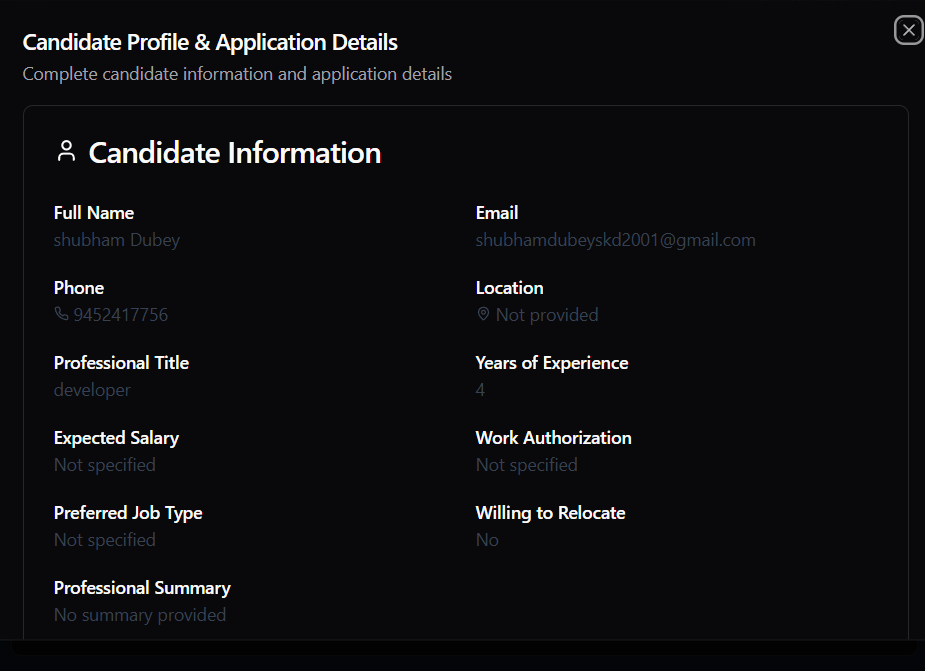 Candidate Profile & Application Details
Complete candidate information and application details
Candidate Information
Full Name
shubham Dubey
Email
shubhamdubeyskd2001@gmail.com
Phone
9452417756
Location
Not provided
Professional Title
developer
Years of Experience
4
Expected Salary
Not specified
Work Authorization
Not specified
Preferred Job Type
Not specified
Willing to Relocate
No
Professional Summary
No summary provided